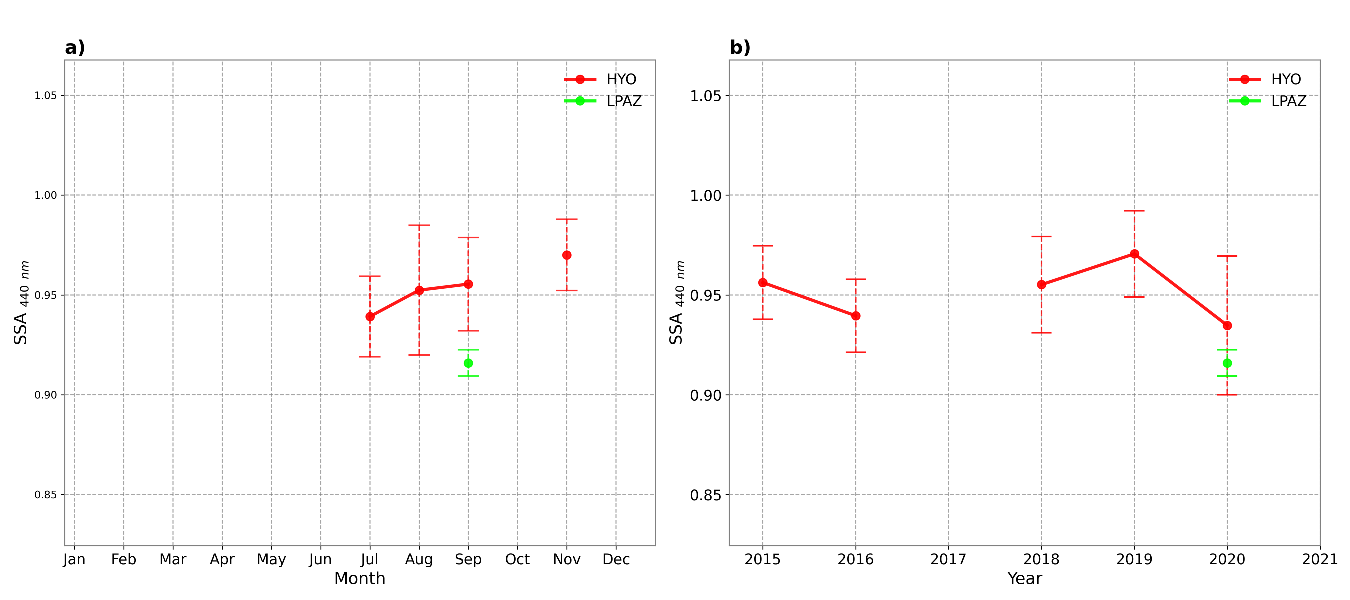 a)
HYO
LPAZ
1.05
1.00
0.95
0.90
0.85
SSA 440 nm
Jan Feb Mar Apr May Jun Jul Aug Sep Oct Nov Dec
Month
b)
HYO
LPAZ
1.05
1.00
0.95
0.90
0.85
SSA 440 nm
2015 2016 2017 2018 2019 2020 2021
Year